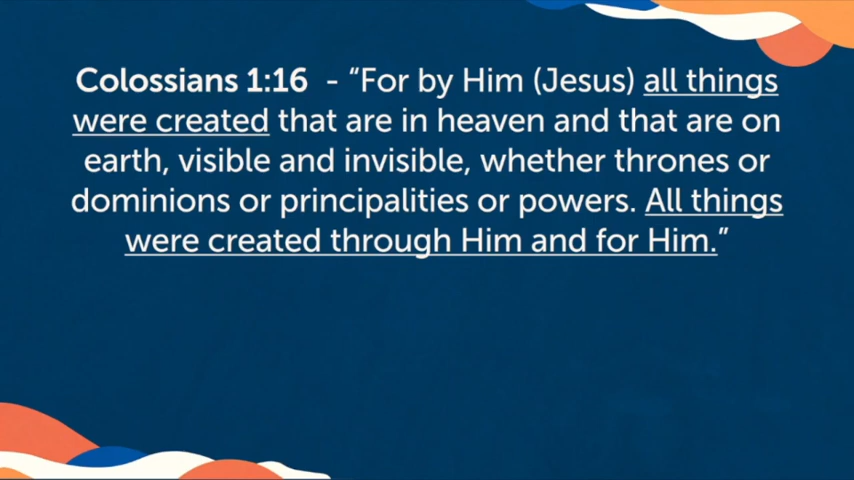 Colossians 1:16 - “For by Him (Jesus) all things
were created that are in heaven and that are on
earth, visible and invisible, whether thrones or
dominions or principalities or powers. All things
were created through Him and for Him.”